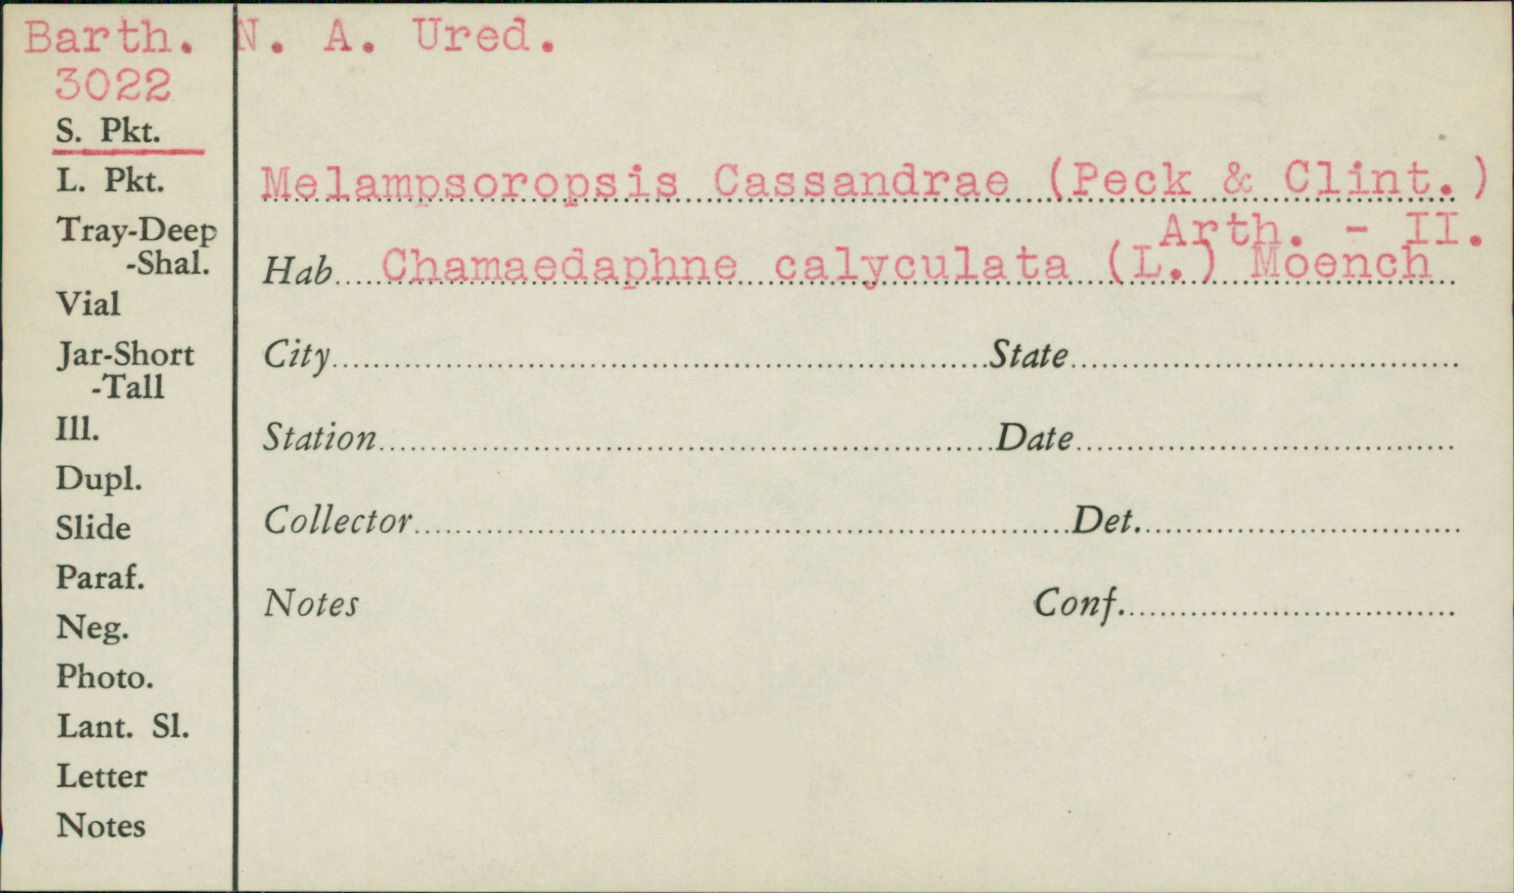 Barth. N. A. Ured.
3022
S. Pkt.
L. Pkt.
Tray-Deep
-Shal.
Vial
Jar-Short
-Tall
Ill.
Dupl.
Slide
Paraf.
Neg.
Photo.
Lant. Sl.
Letter
Notes
Melampsoropsis Cassandrae (Peck & Clint.)
Arth. - II.
Hab Chamaedaphne calyculata (L.) Moench
City State
Station Date
Collector Det.
Notes Conf.